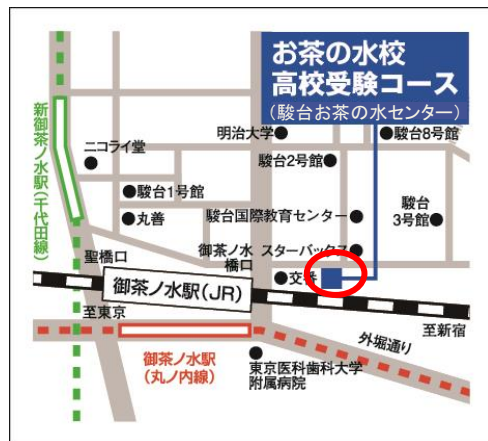 お茶の水校
高校受験コース
(駿台お茶の水センター)
新御茶ノ水駅(千代田線)
ニコライ堂
明治大学
駿台8号館
駿台2号館
駿台1号館
丸善
駿台国際教育センター
駿台
3号館
聖橋口
御茶ノ水
橋口
スターバックス
交番
御茶ノ水駅(JR)
至東京
至新宿
御茶ノ水駅
(丸ノ内線)
外堀通り
東京医科歯科大学
附属病院